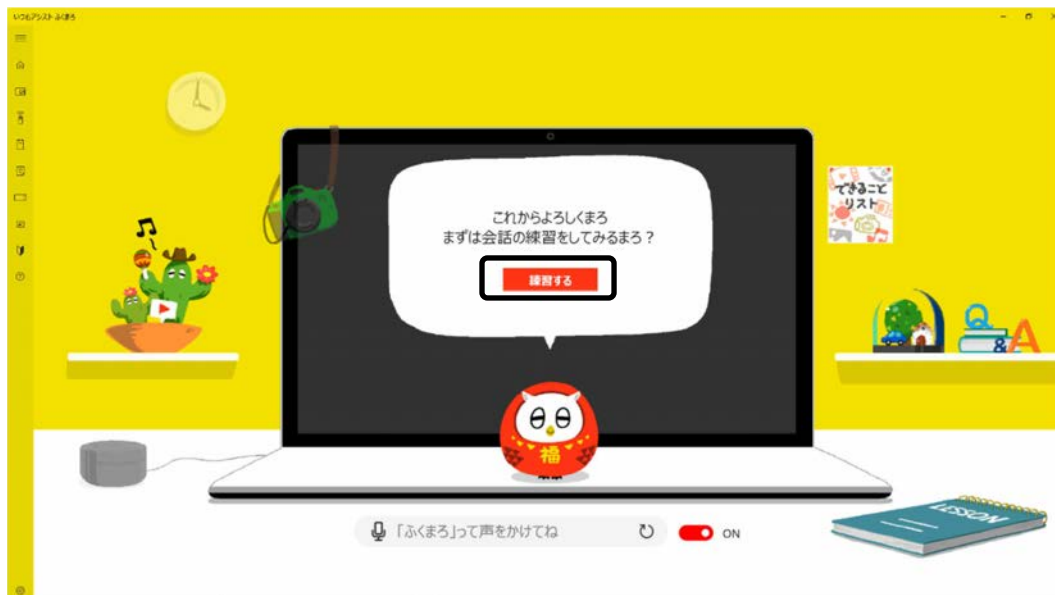 いつもアシスト ふくまろ
できること
リスト
これからよろしくまろ
まずは会話の練習をしてみるまろ？
練習する
Q
&A
福
LESSON
「ふくまろ」って声をかけてね
ON